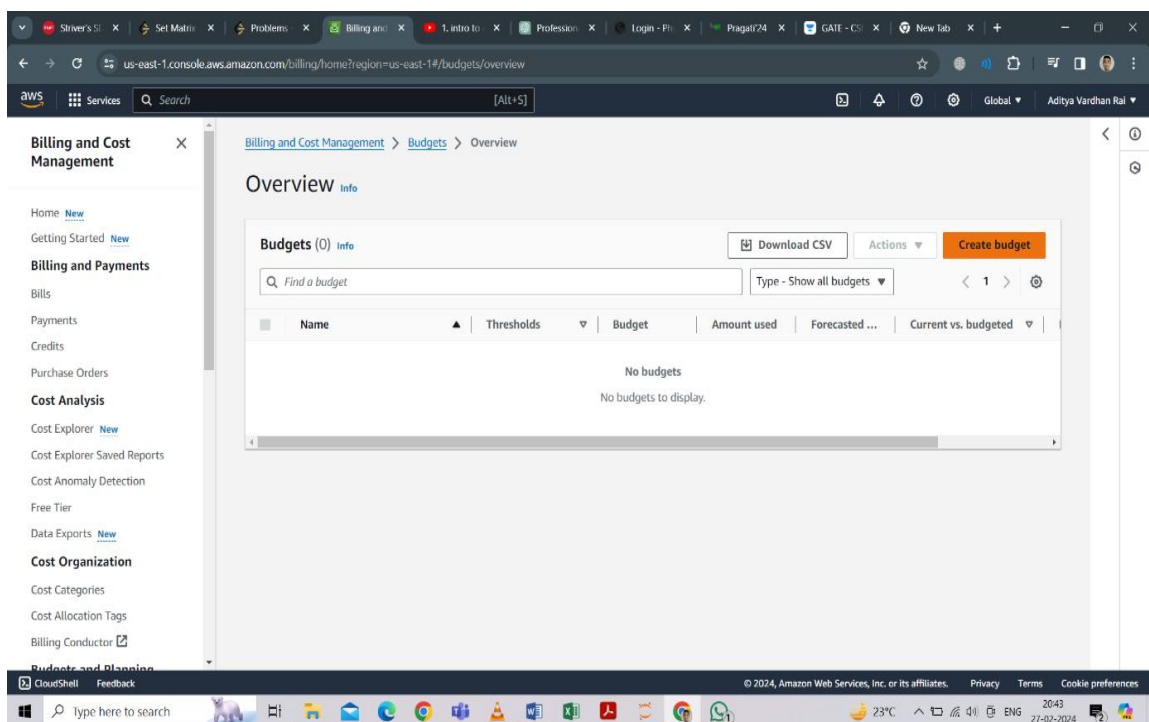 Striver's S
Set Matri
Problems
Billing and
1. intro to
Profession
Login - Ph
Pragati'24
GATE - CS
New Tab
us-east-1.console.aws.amazon.com/billing/home?region=us-east-1#/budgets/overview
aws
Services
Search
[Alt+S]
Global
Aditya Vardhan Rai
Billing and Cost
Management
Home New
Getting Started New
Billing and Payments
Bills
Payments
Credits
Purchase Orders
Cost Analysis
Cost Explorer New
Cost Explorer Saved Reports
Cost Anomaly Detection
Free Tier
Data Exports New
Cost Organization
Cost Categories
Cost Allocation Tags
Billing Conductor
Budgets and Planning
Billing and Cost Management > Budgets > Overview
Overview Info
Budgets (0) Info
Download CSV
Actions
Create budget
Find a budget
Type - Show all budgets
< 1 >
Name
Thresholds
Budget
Amount used
Forecasted ...
Current vs. budgeted
No budgets
No budgets to display.
CloudShell Feedback
© 2024, Amazon Web Services, Inc. or its affiliates.
Privacy
Terms
Cookie preferences
Type here to search
23°C
ENG
20:43
27-02-2024
2